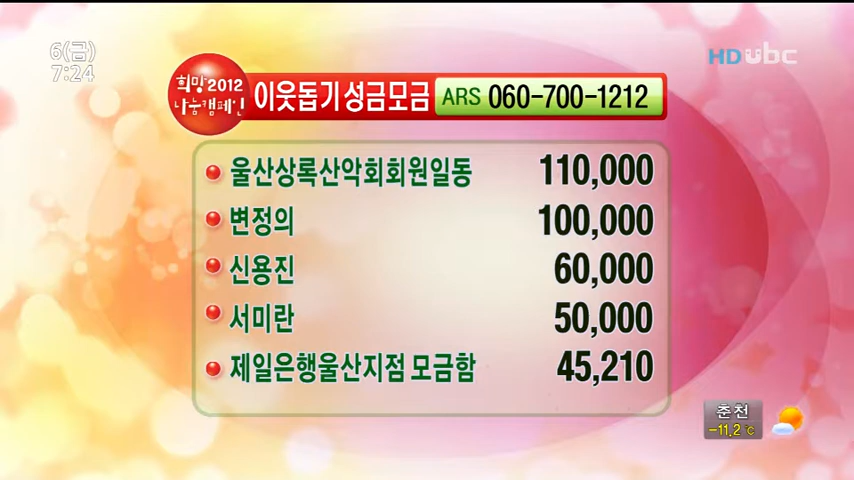 6(금)
7:24
HD ubc
희망2012
나눔캠페인
이웃돕기 성금모금 ARS 060-700-1212
울산상록산악회회원일동 110,000
변정의 100,000
신용진 60,000
서미란 50,000
제일은행울산지점 모금함 45,210
춘천
-11.2℃